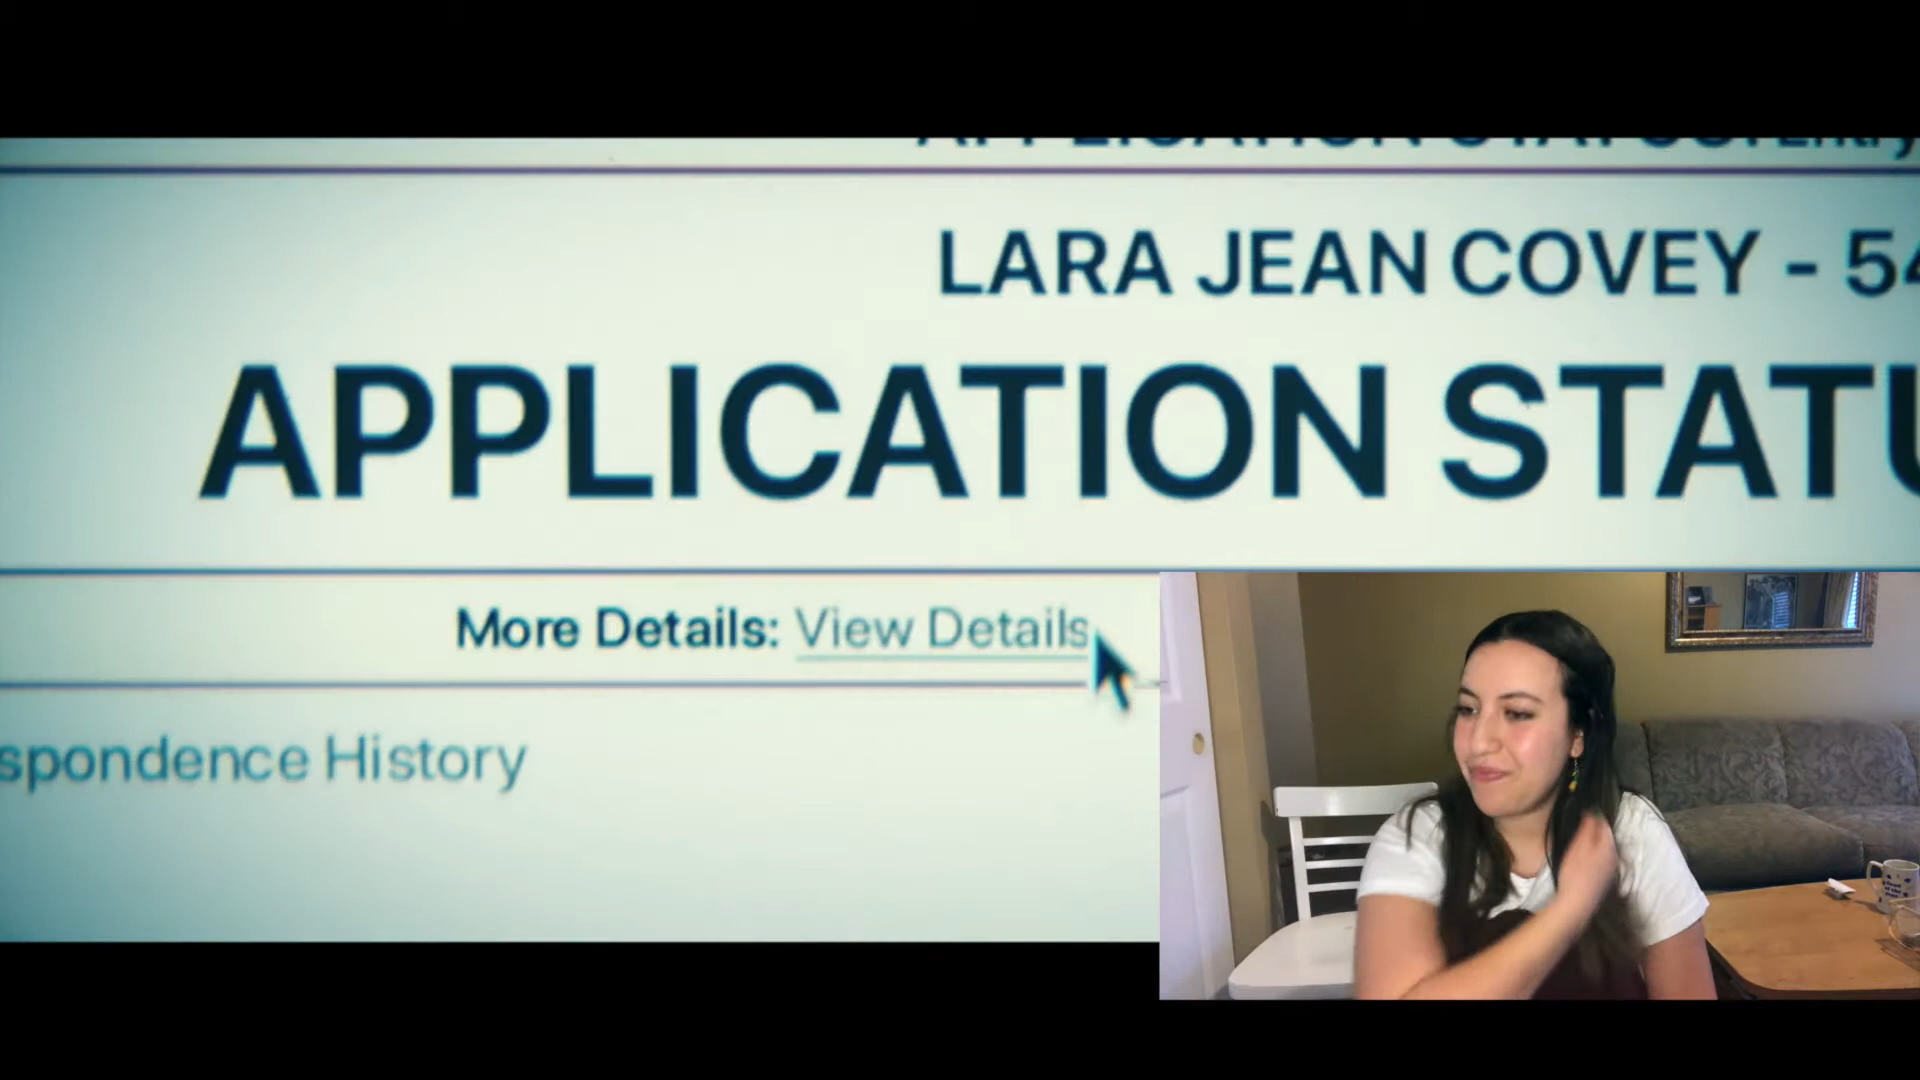 LARA JEAN COVEY - 54
APPLICATION STATU
More Details: View Details
spondence History